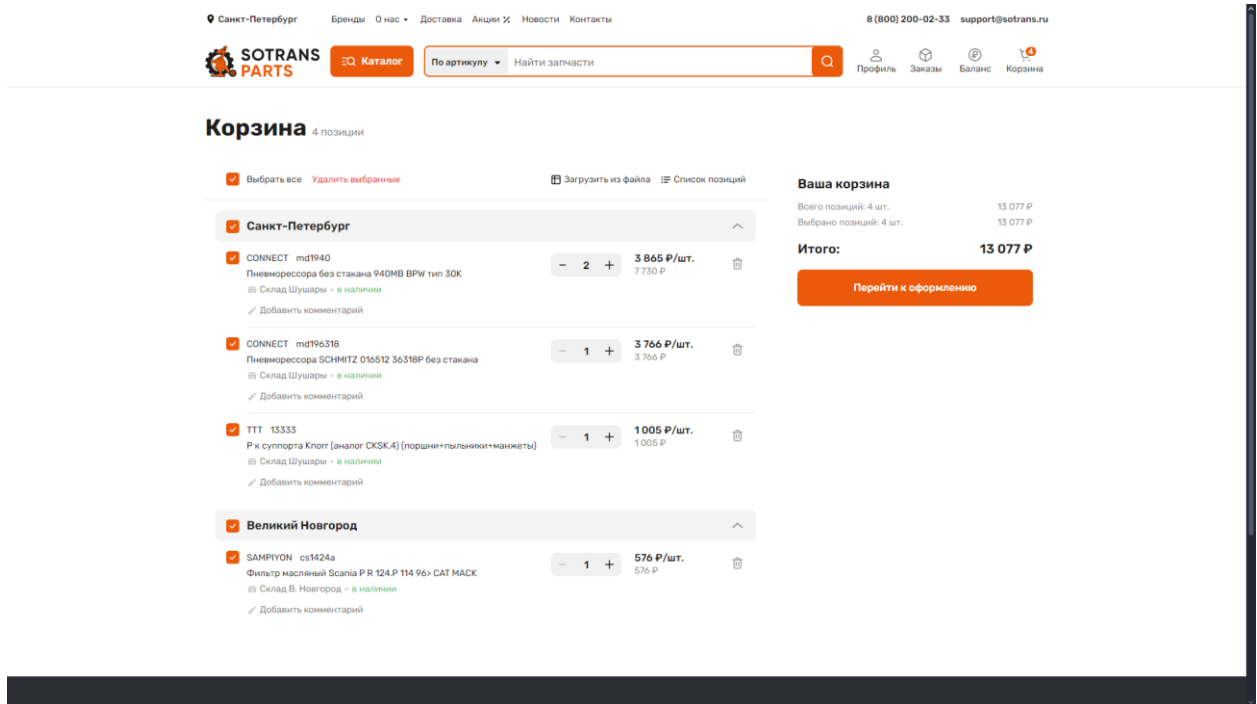 Санкт-Петербург Бренды О нас Доставка Акции Новости Контакты 8 (800) 200-02-33 support@sotrans.ru
SOTRANS PARTS Каталог По артикулу Найти запчасти Профиль Заказы Баланс 4 Корзина
Корзина 4 позиции
Выбрать все Удалить выбранные Загрузить из файла Список позиций
Санкт-Петербург
CONNECT md1940
Пневморессора без стакана 940MB BPW тип 30K
Склад Шушары • в наличии
Добавить комментарий
− 2 + 3 865 ₽/шт.
7 730 ₽
CONNECT md196318
Пневморессора SCHMITZ 016512 36318P без стакана
Склад Шушары • в наличии
Добавить комментарий
− 1 + 3 766 ₽/шт.
3 766 ₽
TTT 13333
Р к суппорта Knorr (аналог CKSK.4) (поршни+пыльники+манжеты)
Склад Шушары • в наличии
Добавить комментарий
− 1 + 1 005 ₽/шт.
1 005 ₽
Великий Новгород
SAMPIYON cs1424a
Фильтр масляный Scania P R 124.P 114 96> CAT MACK
Склад В. Новгород • в наличии
Добавить комментарий
− 1 + 576 ₽/шт.
576 ₽
Ваша корзина
Всего позиций: 4 шт. 13 077 ₽
Выбрано позиций: 4 шт. 13 077 ₽
Итого: 13 077 ₽
Перейти к оформлению